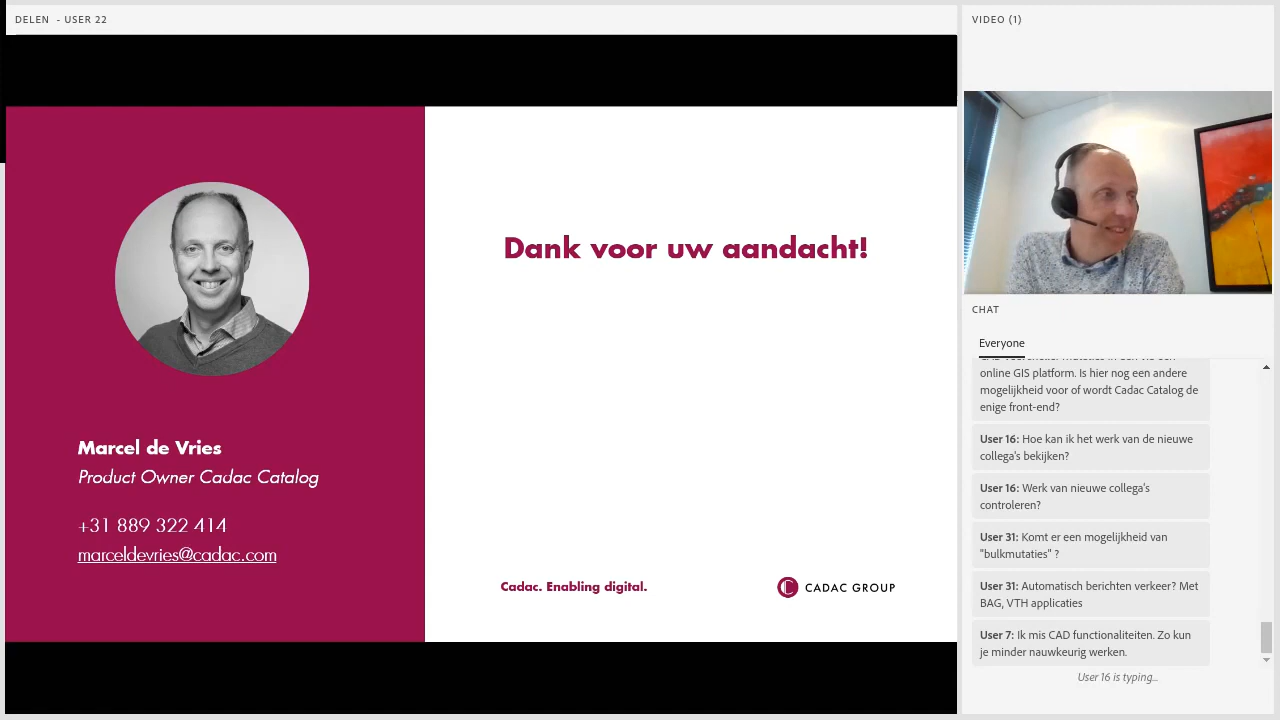 DELEN - USER 22
Dank voor uw aandacht!
Marcel de Vries
Product Owner Cadac Catalog
+31 889 322 414
marceldevries@cadac.com
Cadac. Enabling digital.
CADAC GROUP
VIDEO (1)
CHAT
Everyone
online GIS platform. Is hier nog een andere
mogelijkheid voor of wordt Cadac Catalog de
enige front-end?
User 16: Hoe kan ik het werk van de nieuwe
collega's bekijken?
User 16: Werk van nieuwe collega's
controleren?
User 31: Komt er een mogelijkheid van
"bulkmutaties" ?
User 31: Automatisch berichten verkeer? Met
BAG, VTH applicaties
User 7: Ik mis CAD functionaliteiten. Zo kun
je minder nauwkeurig werken.
User 16 is typing...